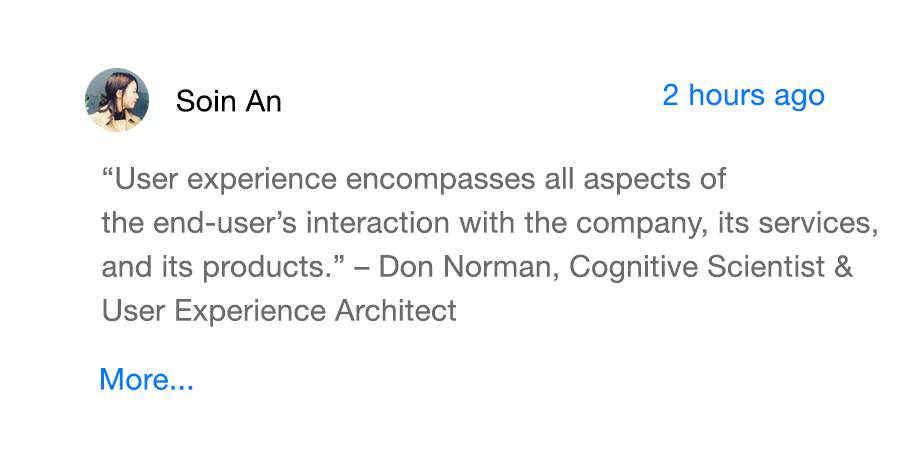 Soin An
2 hours ago
“User experience encompasses all aspects of
the end-user’s interaction with the company, its services,
and its products.” – Don Norman, Cognitive Scientist &
User Experience Architect
More...